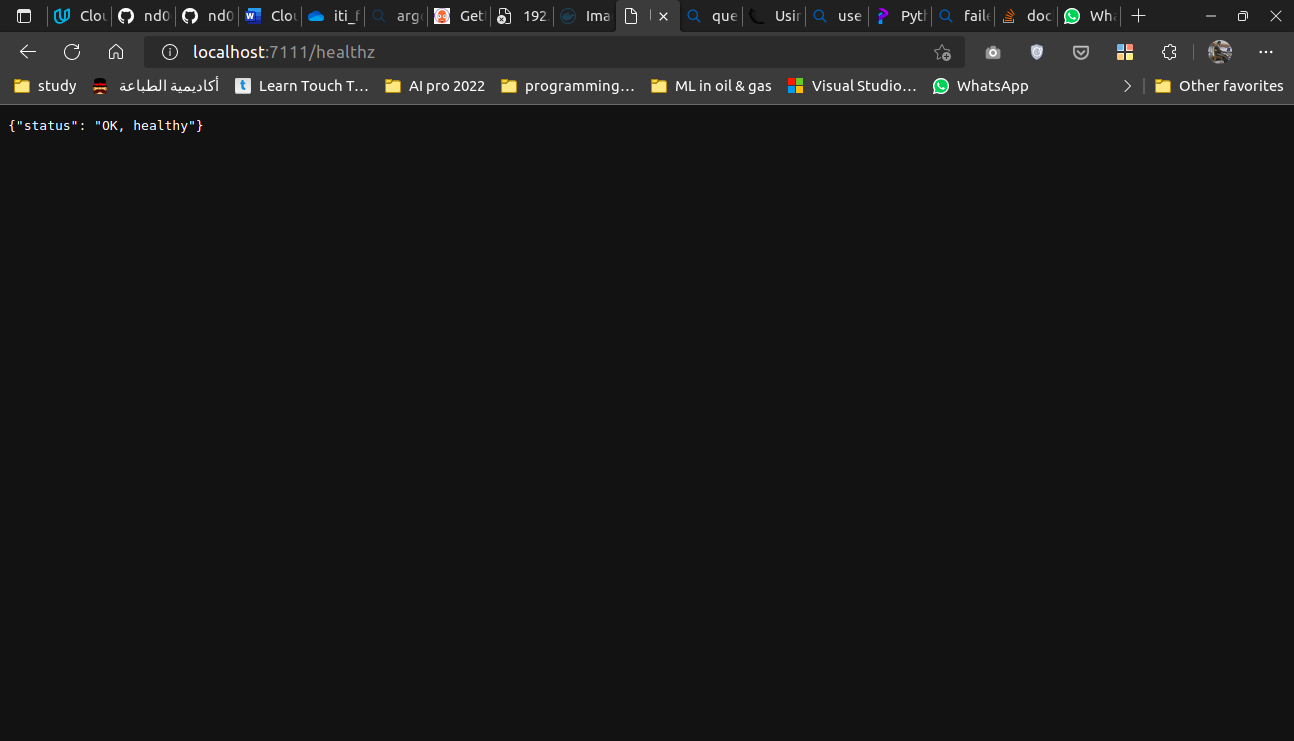 Clou nd0 nd0 Clou iti_f argo Get 192. Ima que Usin use Pyth faile doc Wha
localhost:7111/healthz
study أكاديمية الطباعة Learn Touch T... AI pro 2022 programming... ML in oil & gas Visual Studio... WhatsApp Other favorites
{"status": "OK, healthy"}